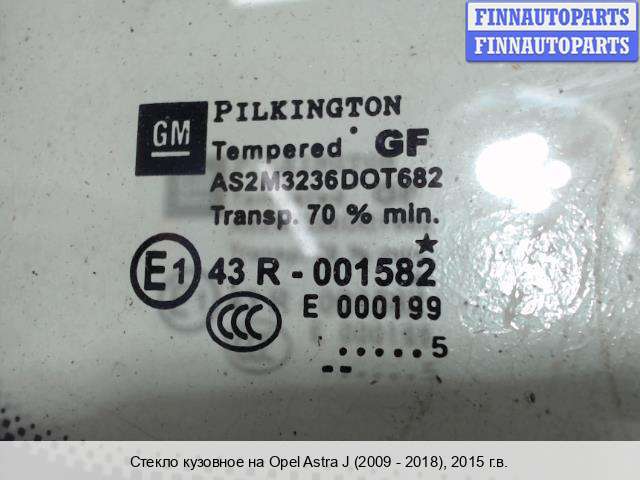 FINNAUTOPARTS
FINNAUTOPARTS
GM
PILKINGTON
Tempered GF
AS2M3236DOT682
Transp. 70 % min.
E1 43 R - 001582
CCC E 000199
.....5
--
Стекло кузовное на Opel Astra J (2009 - 2018), 2015 г.в.